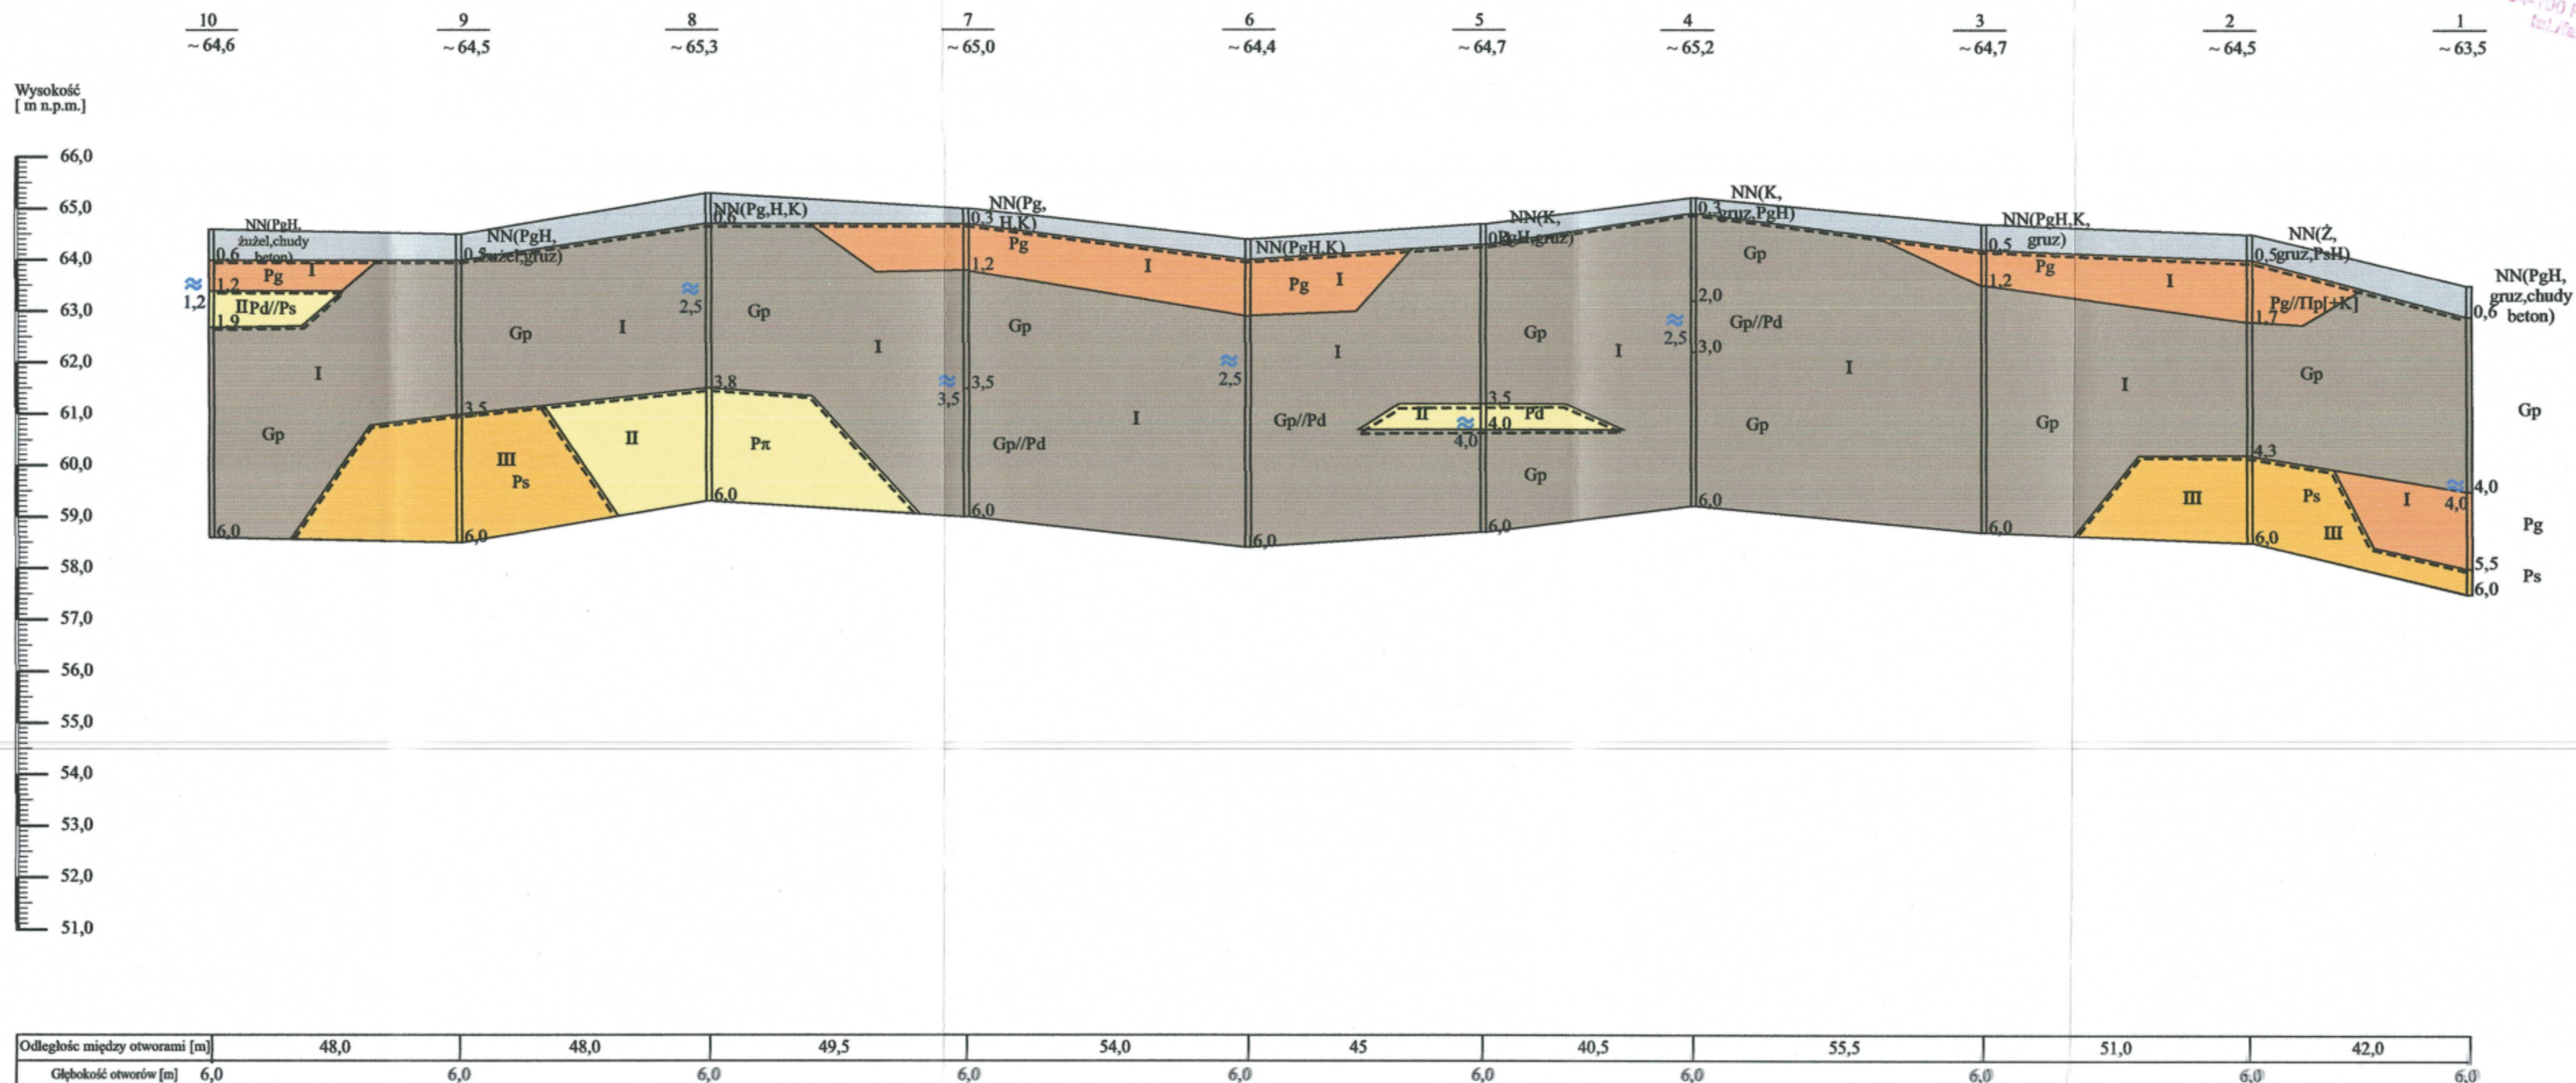 10 9 8 7 6 5 4 3 2 1
~64,6 ~64,5 ~65,3 ~65,0 ~64,4 ~64,7 ~65,2 ~64,7 ~64,5 ~63,5
Wysokość
[ m n.p.m.]
66,0
65,0
64,0
63,0
62,0
61,0
60,0
59,0
58,0
57,0
56,0
55,0
54,0
53,0
52,0
51,0
NN(PgH,
żużel,chudy
beton)
0,6
Pg I
1,2
1,2
II Pd//Ps
1,9
I
Gp
6,0
NN(PgH,
żużel,gruz)
0,5
Gp I
3,5
III
Ps
6,0
NN(Pg,H,K)
0,6
2,5
Gp
I
3,8
II Pπ
6,0
NN(Pg,
H,K)
0,3
Pg I
1,2
Gp
3,5
3,5
I
Gp//Pd
6,0
NN(PgH,K)
Pg I
I
2,5
Gp//Pd
6,0
NN(K,
PgH,gruz)
Gp I
3,5
II Pd
4,0
4,0
Gp
6,0
NN(K,
gruz,PgH)
0,3
Gp
2,0
Gp//Pd
2,5
3,0
I
Gp
6,0
NN(PgH,K,
gruz)
0,5
Pg I
1,2
I
Gp
6,0
NN(Ż,
gruz,PsH)
0,5
Pg//Πp[+K]
1,7
Gp
4,3
III Ps
III
6,0
I
NN(PgH,
gruz,chudy
beton)
0,6
Gp
4,0
4,0
Pg
5,5
Ps
6,0
Odległośc między otworami [m] 48,0 48,0 49,5 54,0 45 40,5 55,5 51,0 42,0
Głębokość otworów [m] 6,0 6,0 6,0 6,0 6,0 6,0 6,0 6,0 6,0 6,0